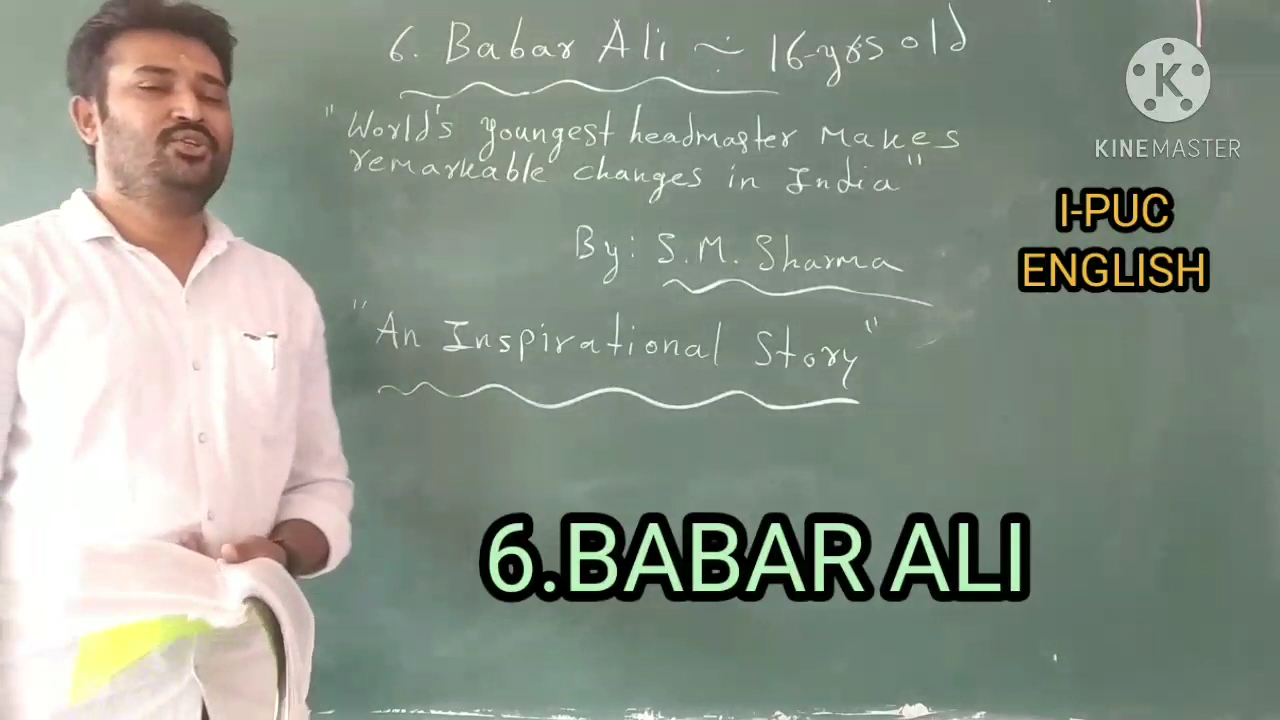 6. Babar Ali ~ 16-yrs old
"World's youngest headmaster makes
remarkable changes in India"
By: S.M. Sharma
"An Inspirational Story"
K
KINEMASTER
I-PUC
ENGLISH
6.BABAR ALI